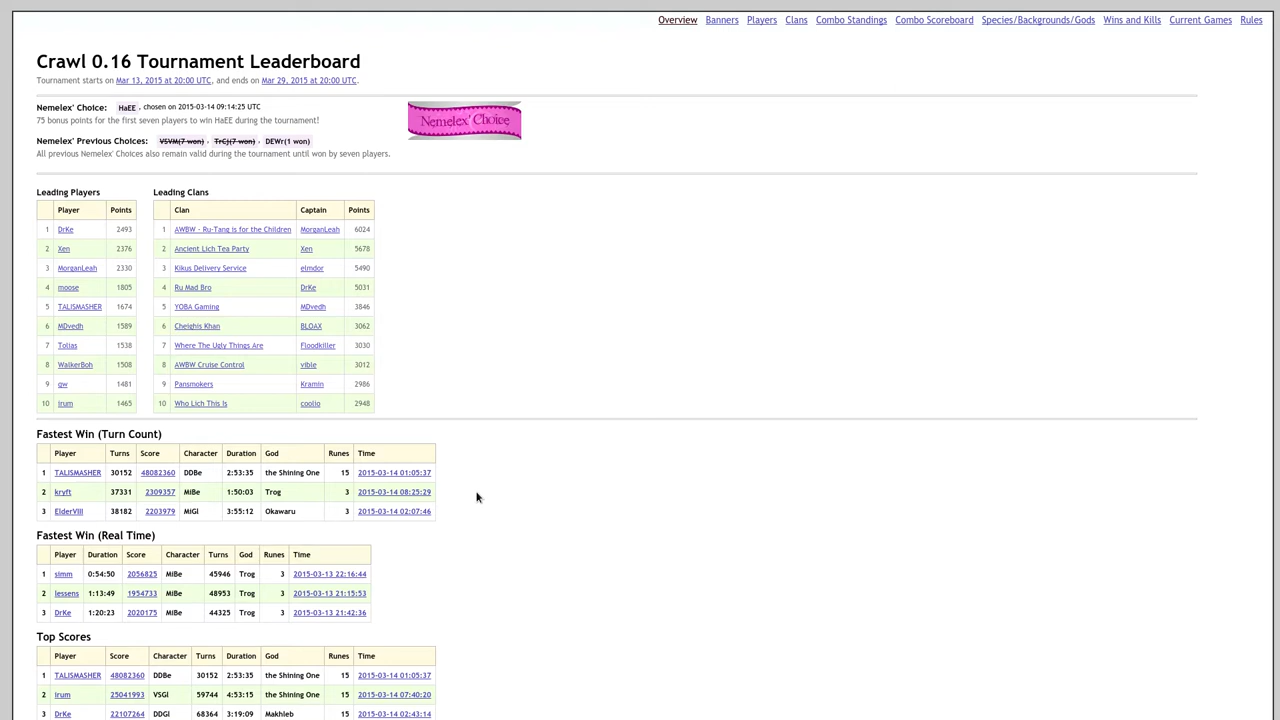 Overview Banners Players Clans Combo Standings Combo Scoreboard Species/Backgrounds/Gods Wins and Kills Current Games Rules
Crawl 0.16 Tournament Leaderboard
Tournament starts on Mar 13, 2015 at 20:00 UTC, and ends on Mar 29, 2015 at 20:00 UTC.
Nemelex' Choice: HaEE , chosen on 2015-03-14 09:14:25 UTC
75 bonus points for the first seven players to win HaEE during the tournament!
Nemelex' Choice
Nemelex' Previous Choices: VSVM(7 won) , TrCj(7 won) , DEWr(1 won)
All previous Nemelex' Choices also remain valid during the tournament until won by seven players.
Leading Players
Player Points
1 DrKe 2493
2 Xen 2376
3 MorganLeah 2330
4 moose 1805
5 TALISMASHER 1674
6 MDvedh 1589
7 Tolias 1538
8 WalkerBoh 1508
9 qw 1481
10 irum 1465
Leading Clans
Clan Captain Points
1 AWBW - Ru-Tang is for the Children MorganLeah 6024
2 Ancient Lich Tea Party Xen 5678
3 Kikus Delivery Service elmdor 5490
4 Ru Mad Bro DrKe 5031
5 YOBA Gaming MDvedh 3846
6 Cheighis Khan BLOAX 3062
7 Where The Ugly Things Are Floodkiller 3030
8 AWBW Cruise Control vible 3012
9 Pansmokers Kramin 2986
10 Who Lich This Is coolio 2948
Fastest Win (Turn Count)
Player Turns Score Character Duration God Runes Time
1 TALISMASHER 30152 48082360 DDBe 2:53:35 the Shining One 15 2015-03-14 01:05:37
2 kryft 37331 2309357 MiBe 1:50:03 Trog 3 2015-03-14 08:25:29
3 ElderVIII 38182 2203979 MiGl 3:55:12 Okawaru 3 2015-03-14 02:07:46
Fastest Win (Real Time)
Player Duration Score Character Turns God Runes Time
1 simm 0:54:50 2056825 MiBe 45946 Trog 3 2015-03-13 22:16:44
2 lessens 1:13:49 1954733 MiBe 48953 Trog 3 2015-03-13 21:15:53
3 DrKe 1:20:23 2020175 MiBe 44325 Trog 3 2015-03-13 21:42:36
Top Scores
Player Score Character Turns Duration God Runes Time
1 TALISMASHER 48082360 DDBe 30152 2:53:35 the Shining One 15 2015-03-14 01:05:37
2 irum 25041993 VSGl 59744 4:53:15 the Shining One 15 2015-03-14 07:40:20
3 DrKe 22107264 DDGl 68364 3:19:09 Makhleb 15 2015-03-14 02:43:14